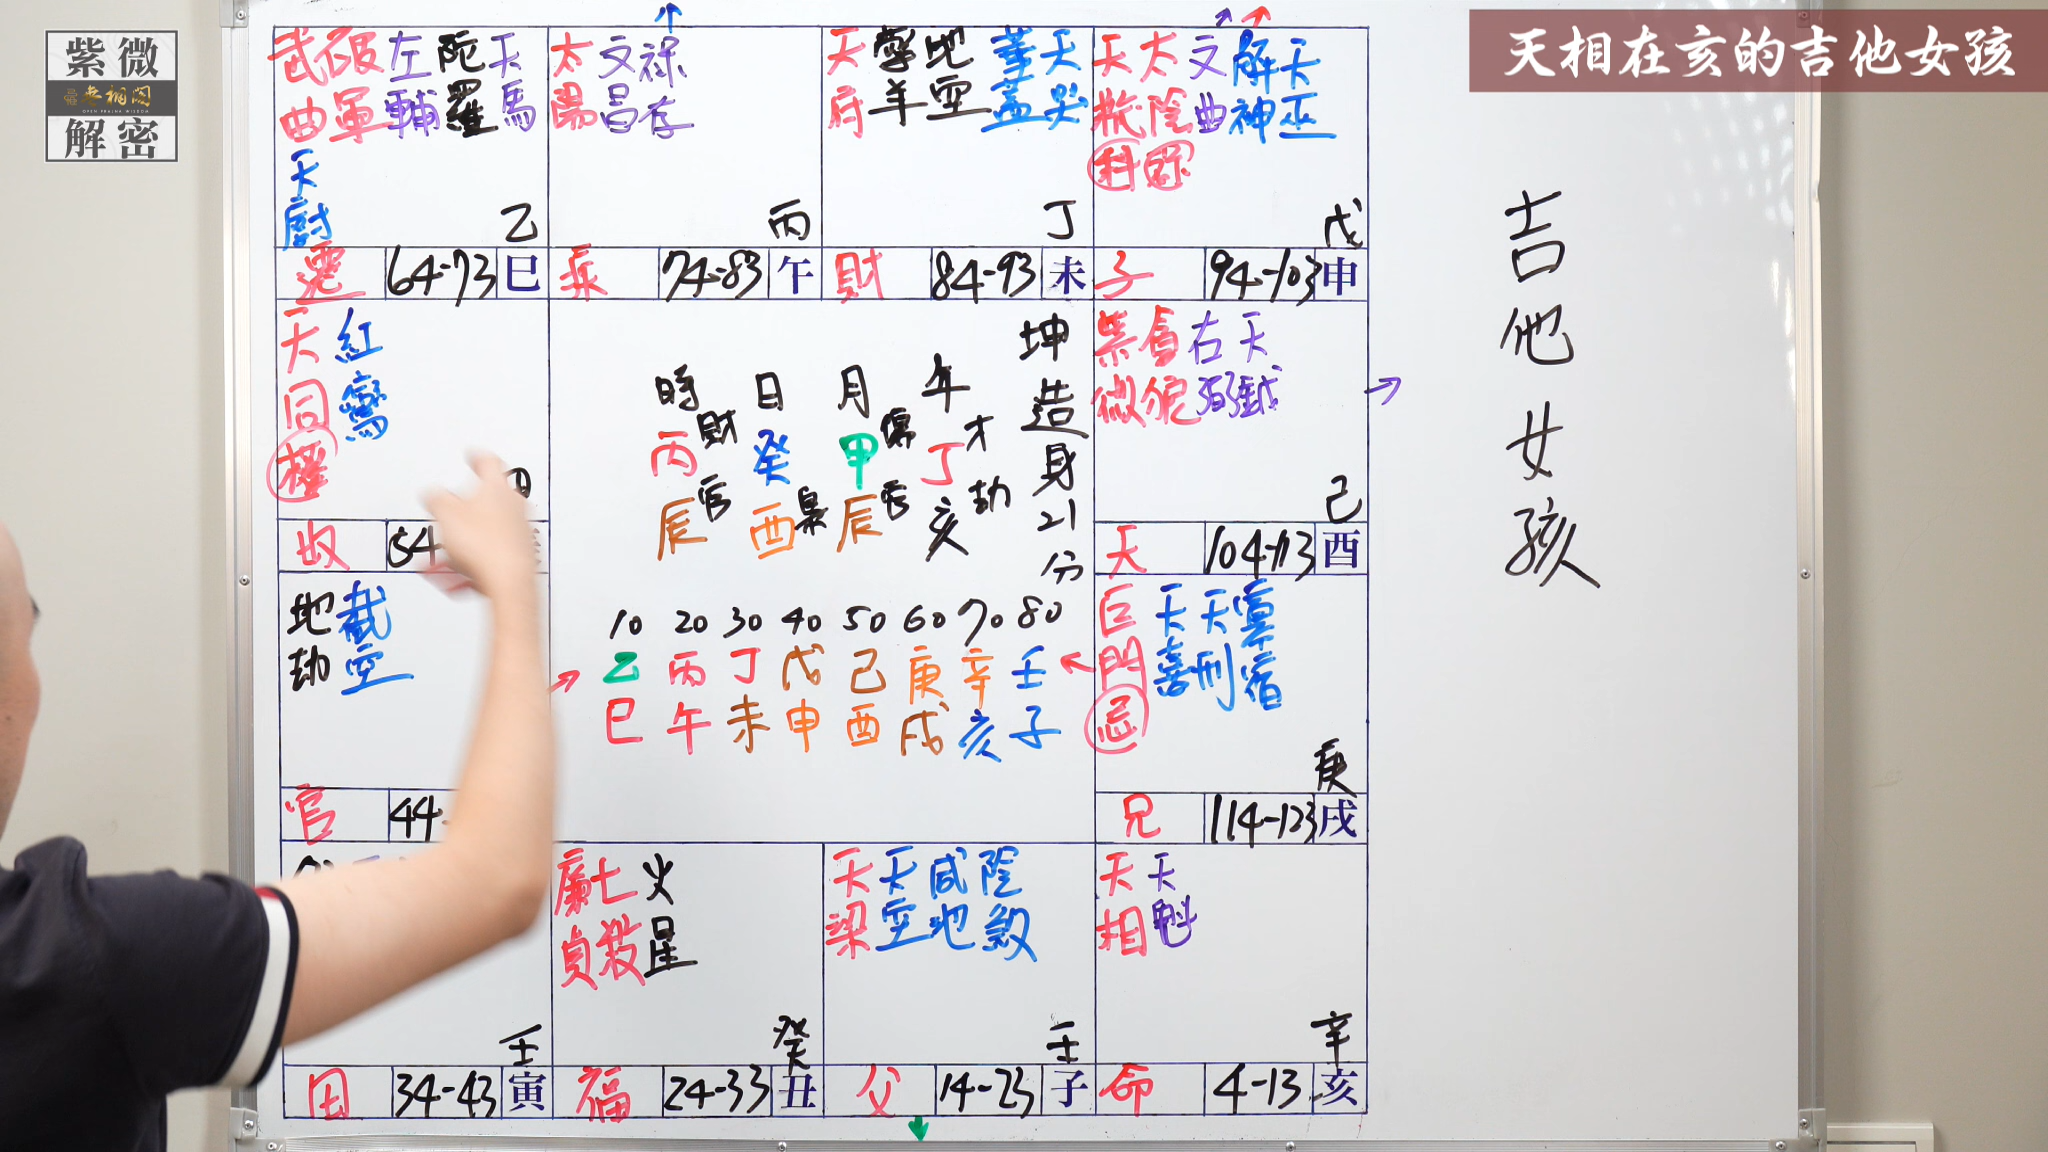 紫微
老桐閣
OPEN PRAJNA WISDOM
解密
天相在亥的吉他女孩
武破左陀天
曲軍輔羅馬
天
廚
乙
遷 64-73 巳
太文祿
陽昌存
丙
疾 74-83 午
天擎地華天
府羊空蓋哭
丁
財 84-93 未
天太文解天
機陰曲神巫
科祿
戊
子 94-103 申
天紅
同鸞
權
奴 54
紫貪右天
微狼弼鉞
己
夫 104-113 酉
坤造身21分
時 日 月 年
丙財 癸 甲傷 丁才
辰官 酉梟 辰官 亥劫
10 20 30 40 50 60 70 80
乙 丙 丁 戊 己 庚 辛 壬
巳 午 未 申 酉 戌 亥 子
地截
劫空
官 44-
巨天天寡
門喜刑宿
忌
庚
兄 114-123 戌
壬
田 34-43 寅
廉七火
貞殺星
癸
福 24-33 丑
天天咸陰
梁空池煞
壬
父 14-23 子
天天
相魁
辛
命 4-13 亥
吉他女孩